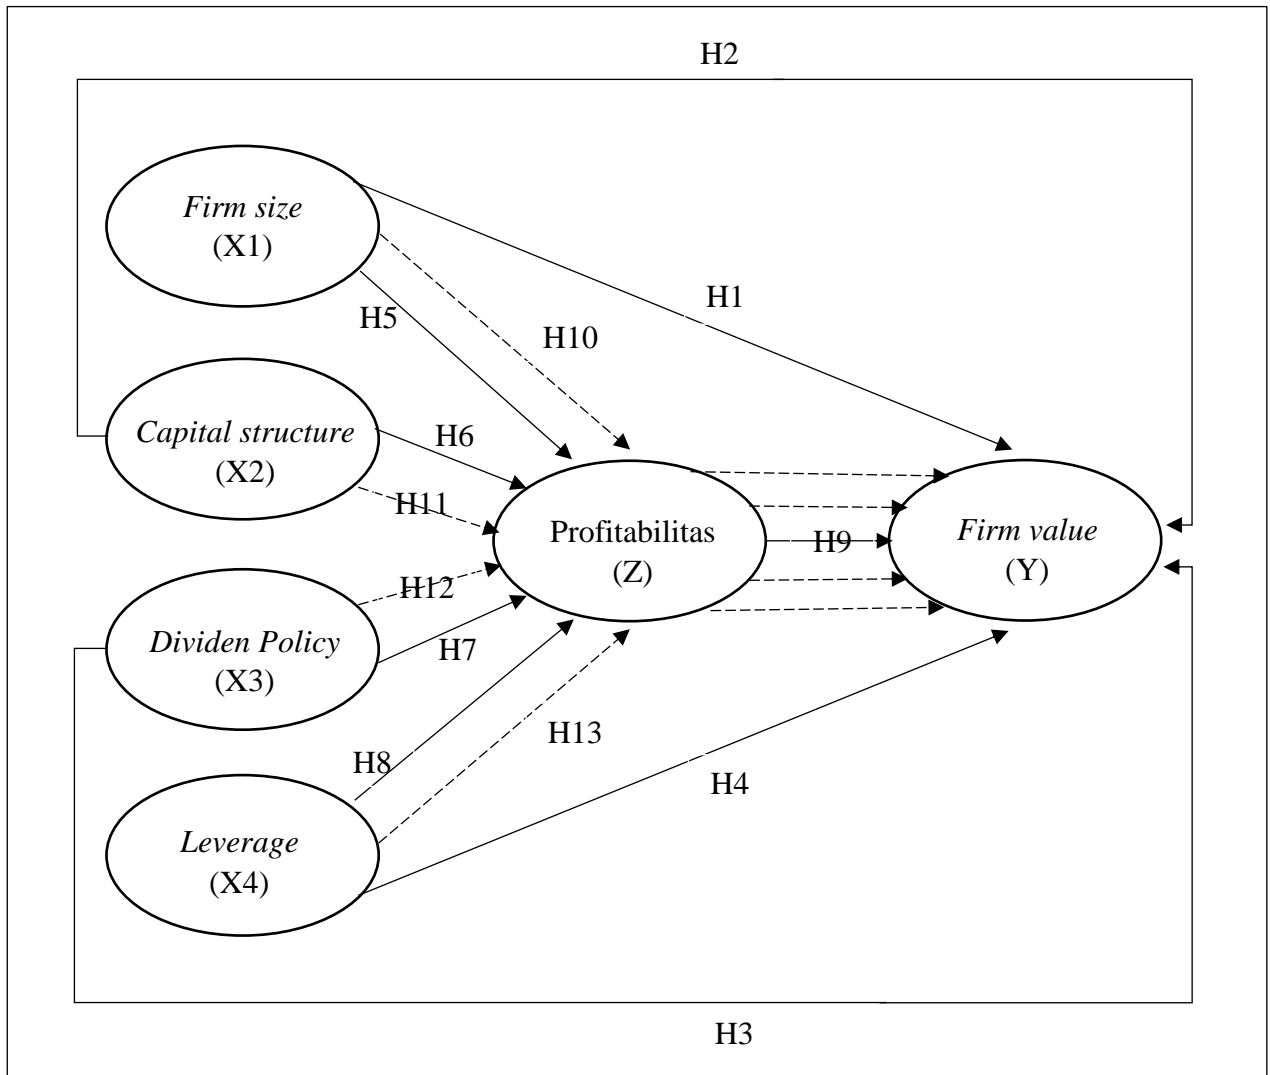 H2
Firm size
(X1)
H1
H5
H10
Capital structure
(X2)
H6
H11
Profitabilitas
(Z)
H9
Firm value
(Y)
H12
Dividen Policy
(X3)
H7
H13
H8
H4
Leverage
(X4)
H3